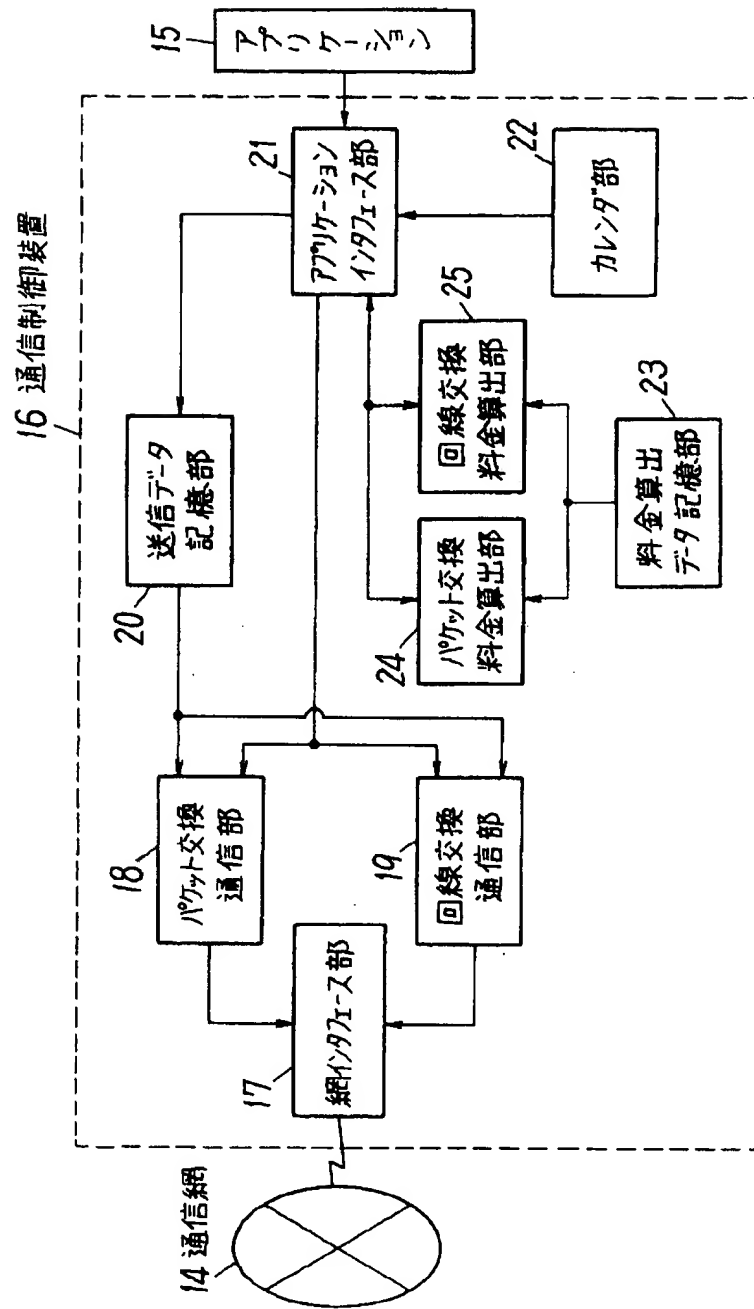 16 通信制御装置
14 通信網
17
網インタフェース部
18
パケット交換
通信部
19
回線交換
通信部
20
送信データ
記憶部
21
アプリケーション
インタフェース部
15
アプリケーション
24
パケット交換
料金算出部
25
回線交換
料金算出部
22
カレンダ部
23
料金算出
データ記憶部